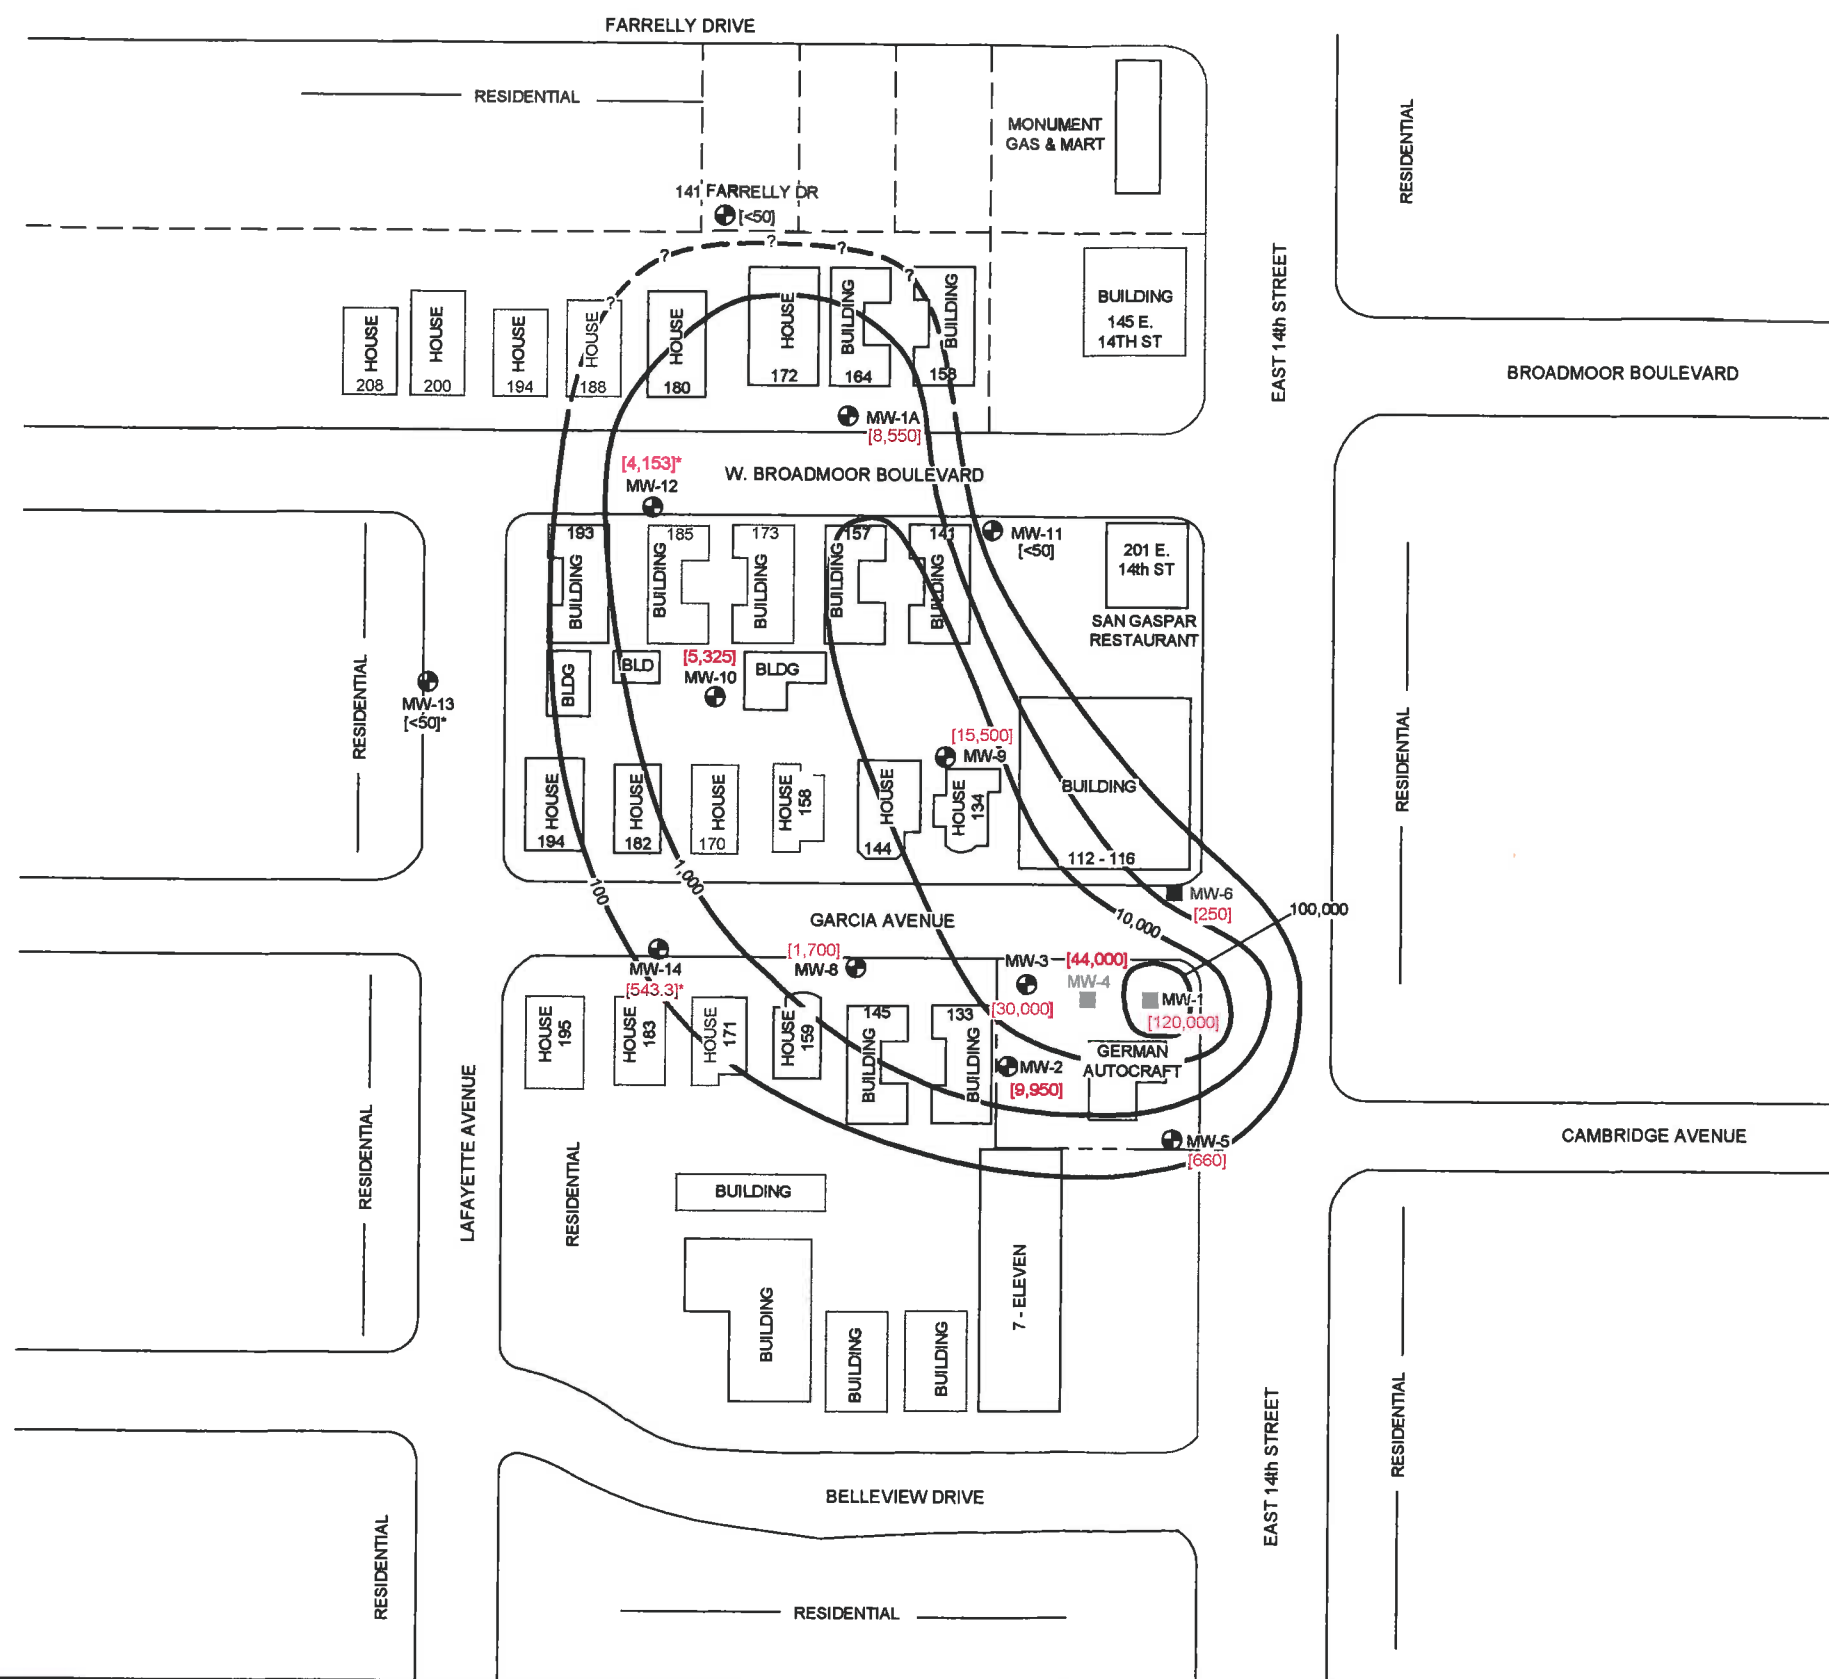 FARRELLY DRIVE
RESIDENTIAL
MONUMENT
GAS & MART
RESIDENTIAL
141 FARRELLY DR
[<50]
?
?
?
?
?
HOUSE
208
HOUSE
200
HOUSE
194
HOUSE
188
HOUSE
180
HOUSE
172
BUILDING
164
BUILDING
158
BUILDING
145 E.
14TH ST
EAST 14th STREET
BROADMOOR BOULEVARD
MW-1A
[8,550]
[4,153]*
MW-12
W. BROADMOOR BOULEVARD
193
BUILDING
185
BUILDING
173
BUILDING
157
BUILDING
141
BUILDING
MW-11
[<50]
201 E.
14th ST
SAN GASPAR
RESTAURANT
RESIDENTIAL
MW-13
[<50]*
BLDG
BLD
[5,325]
MW-10
BLDG
[15,500]
MW-9
RESIDENTIAL
HOUSE
194
HOUSE
182
HOUSE
170
HOUSE
158
HOUSE
144
HOUSE
134
BUILDING
112 - 116
100
1,000
10,000
100,000
MW-6
[250]
GARCIA AVENUE
MW-14
[543.3]*
[1,700]
MW-8
MW-3
[44,000]
MW-4
[30,000]
MW-1
[120,000]
HOUSE
195
HOUSE
183
HOUSE
171
HOUSE
159
145
BUILDING
133
BUILDING
MW-2
[9,950]
GERMAN
AUTOCRAFT
MW-5
[660]
CAMBRIDGE AVENUE
RESIDENTIAL
LAFAYETTE AVENUE
RESIDENTIAL
BUILDING
BUILDING
BUILDING
BUILDING
7 - ELEVEN
EAST 14th STREET
RESIDENTIAL
BELLEVIEW DRIVE
RESIDENTIAL
RESIDENTIAL